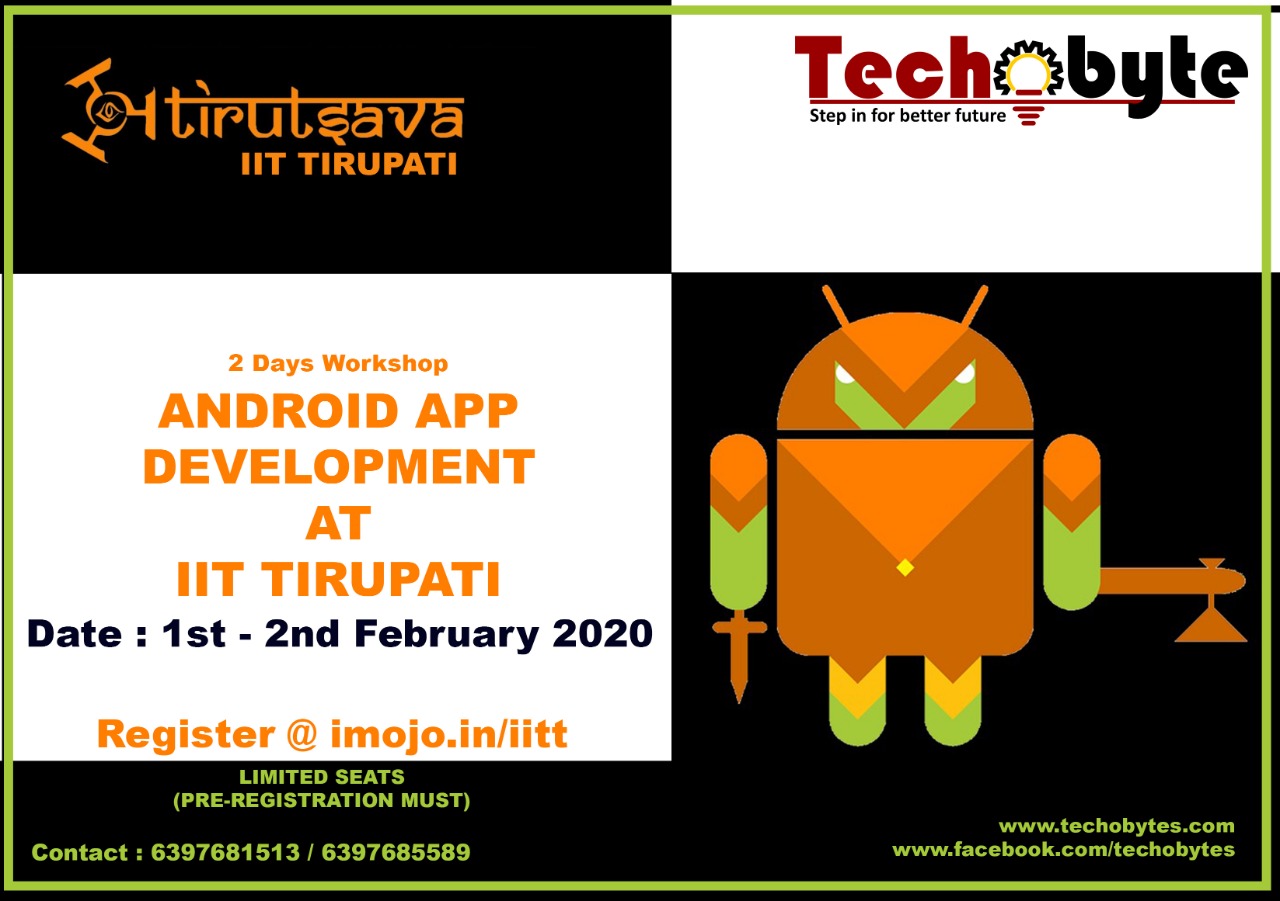 tirutsava
IIT TIRUPATI
Techobyte
Step in for better future
2 Days Workshop
ANDROID APP
DEVELOPMENT
AT
IIT TIRUPATI
Date : 1st - 2nd February 2020
Register @ imojo.in/iitt
LIMITED SEATS
(PRE-REGISTRATION MUST)
Contact : 6397681513 / 6397685589
www.techobytes.com
www.facebook.com/techobytes